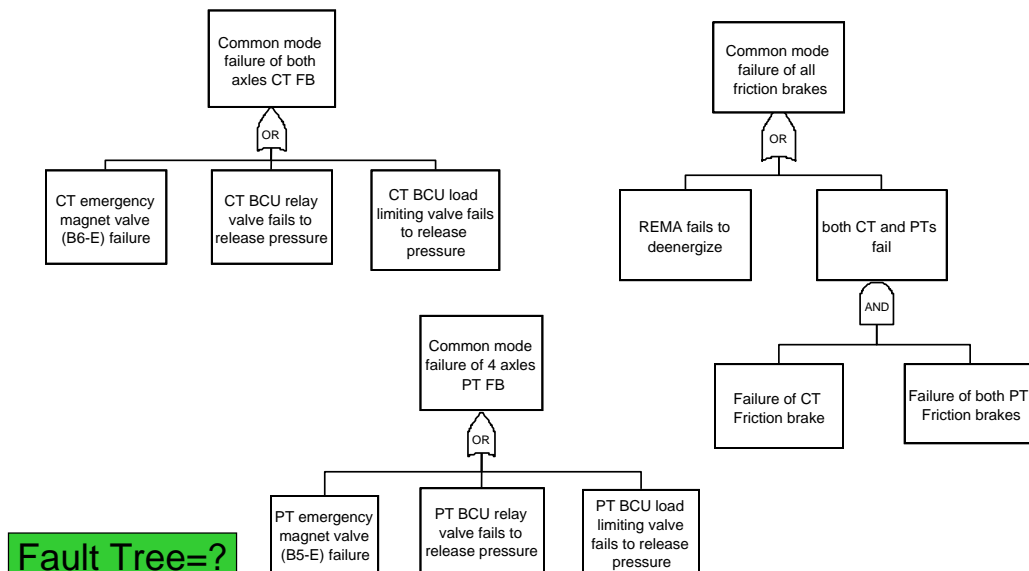 Common mode
failure of both
axles CT FB
OR
CT emergency
magnet valve
(B6-E) failure
CT BCU relay
valve fails to
release pressure
CT BCU load
limiting valve fails
to release
pressure
Common mode
failure of all
friction brakes
OR
REMA fails to
deenergize
both CT and PTs
fail
AND
Failure of CT
Friction brake
Failure of both PT
Friction brakes
Common mode
failure of 4 axles
PT FB
OR
PT emergency
magnet valve
(B5-E) failure
PT BCU relay
valve fails to
release pressure
PT BCU load
limiting valve
fails to release
pressure
Fault Tree=?